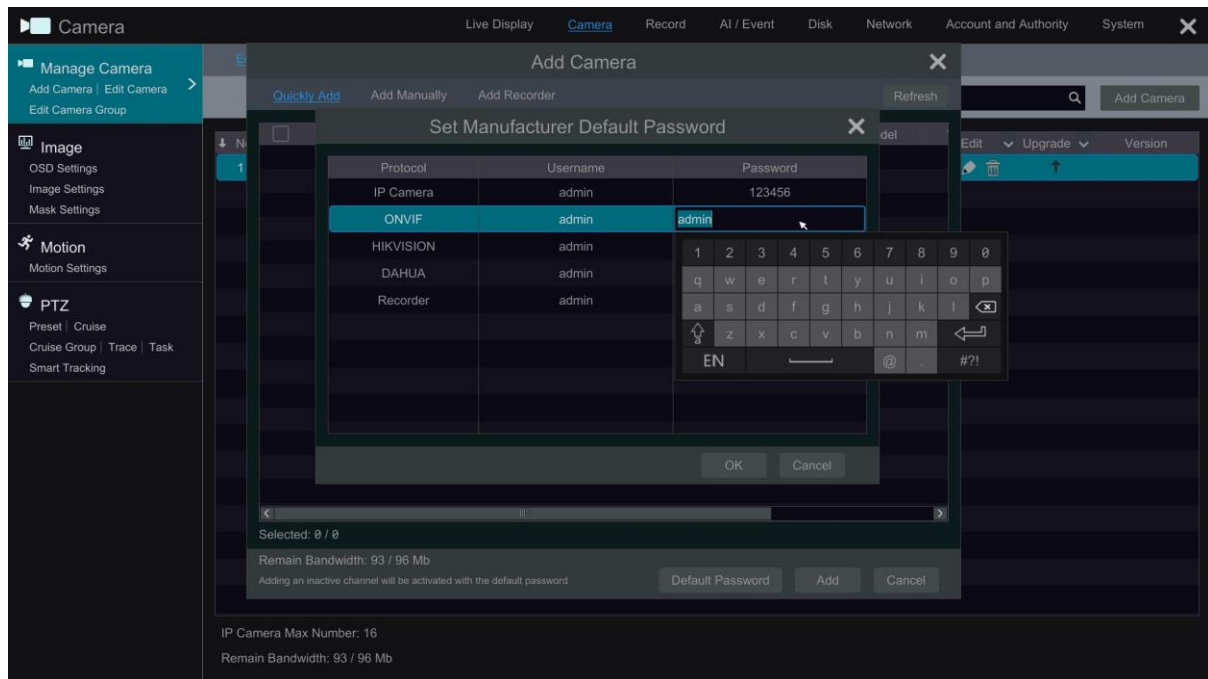 Camera
Live Display Camera Record AI / Event Disk Network Account and Authority System
Manage Camera
Add Camera | Edit Camera
Edit Camera Group
Image
OSD Settings
Image Settings
Mask Settings
Motion
Motion Settings
PTZ
Preset | Cruise
Cruise Group | Trace | Task
Smart Tracking
Add Camera
Edit Upgrade Version
1
Add Camera
Quickly Add Add Manually Add Recorder Refresh
Set Manufacturer Default Password
Protocol Username Password
IP Camera admin 123456
ONVIF admin admin
HIKVISION admin
DAHUA admin
Recorder admin
1 2 3 4 5 6 7 8 9 0
q w e r t y u i o p
a s d f g h j k l
z x c v b n m
EN @ . #?!
OK Cancel
Selected: 0 / 0
Remain Bandwidth: 93 / 96 Mb
Adding an inactive channel will be activated with the default password
Default Password Add Cancel
IP Camera Max Number: 16
Remain Bandwidth: 93 / 96 Mb